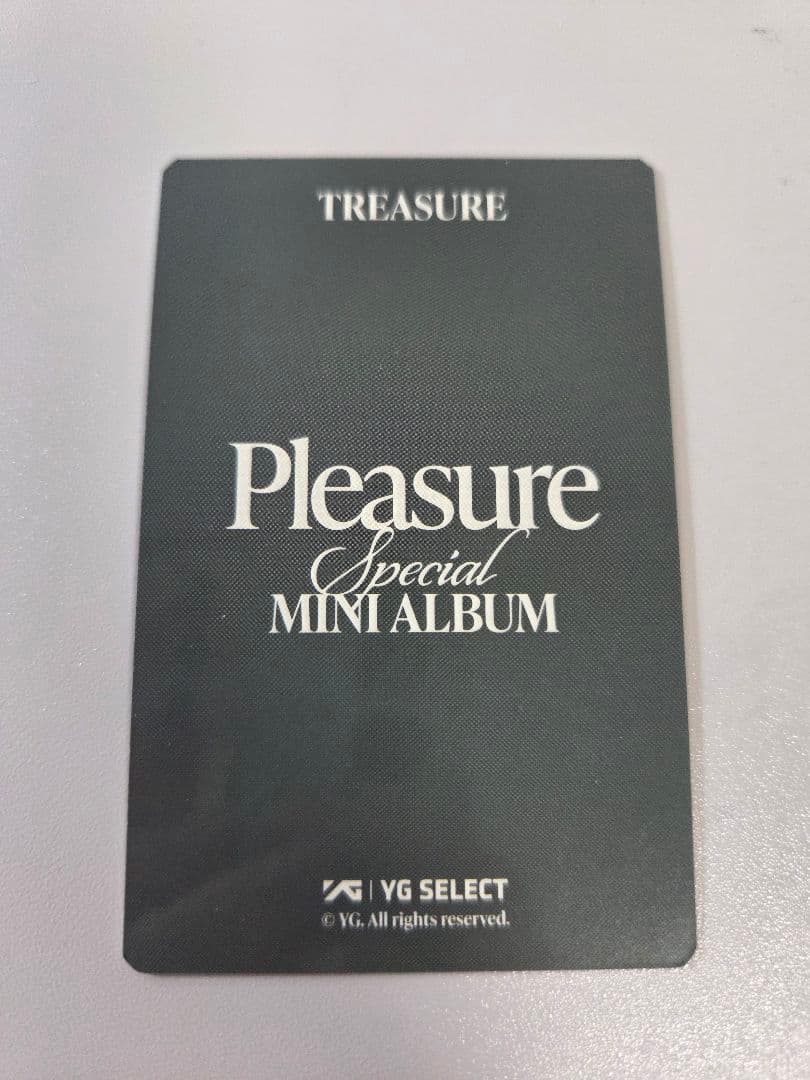 TREASURE
Pleasure
Special
MINI ALBUM
YG | YG SELECT
© YG. All rights reserved.